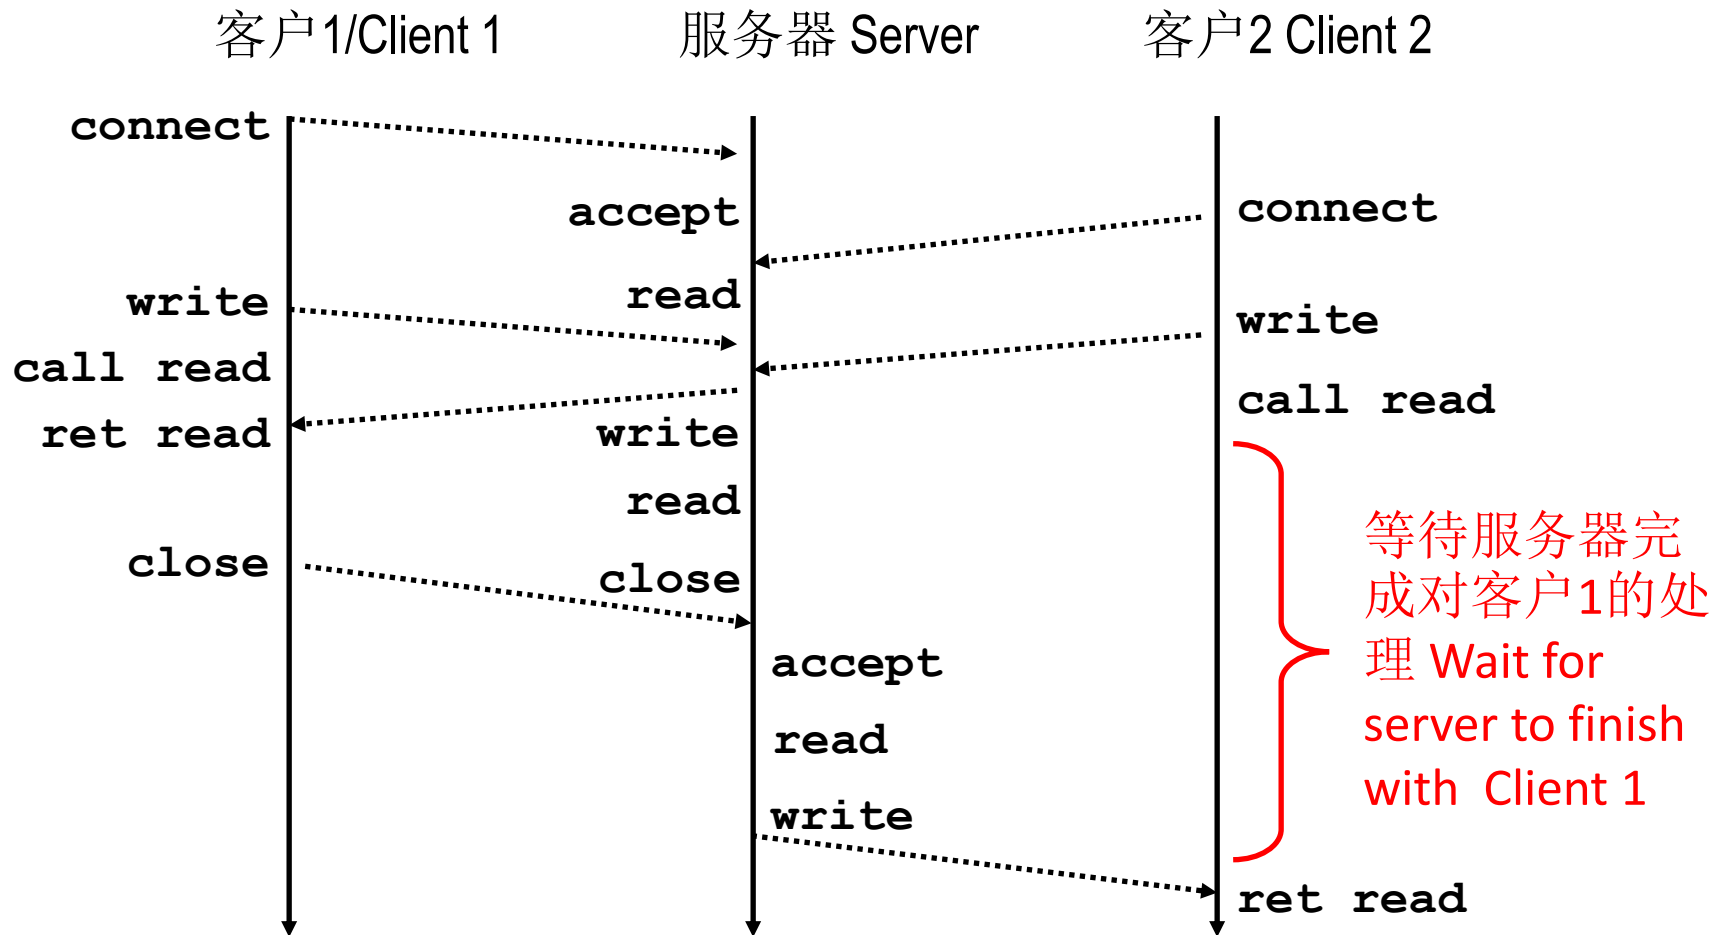 客户1/Client 1
服务器 Server
客户2 Client 2
connect
accept
connect
write
read
write
call read
call read
ret read
write
read
close
close
等待服务器完
成对客户1的处
理 Wait for
server to finish
with Client 1
accept
read
write
ret read